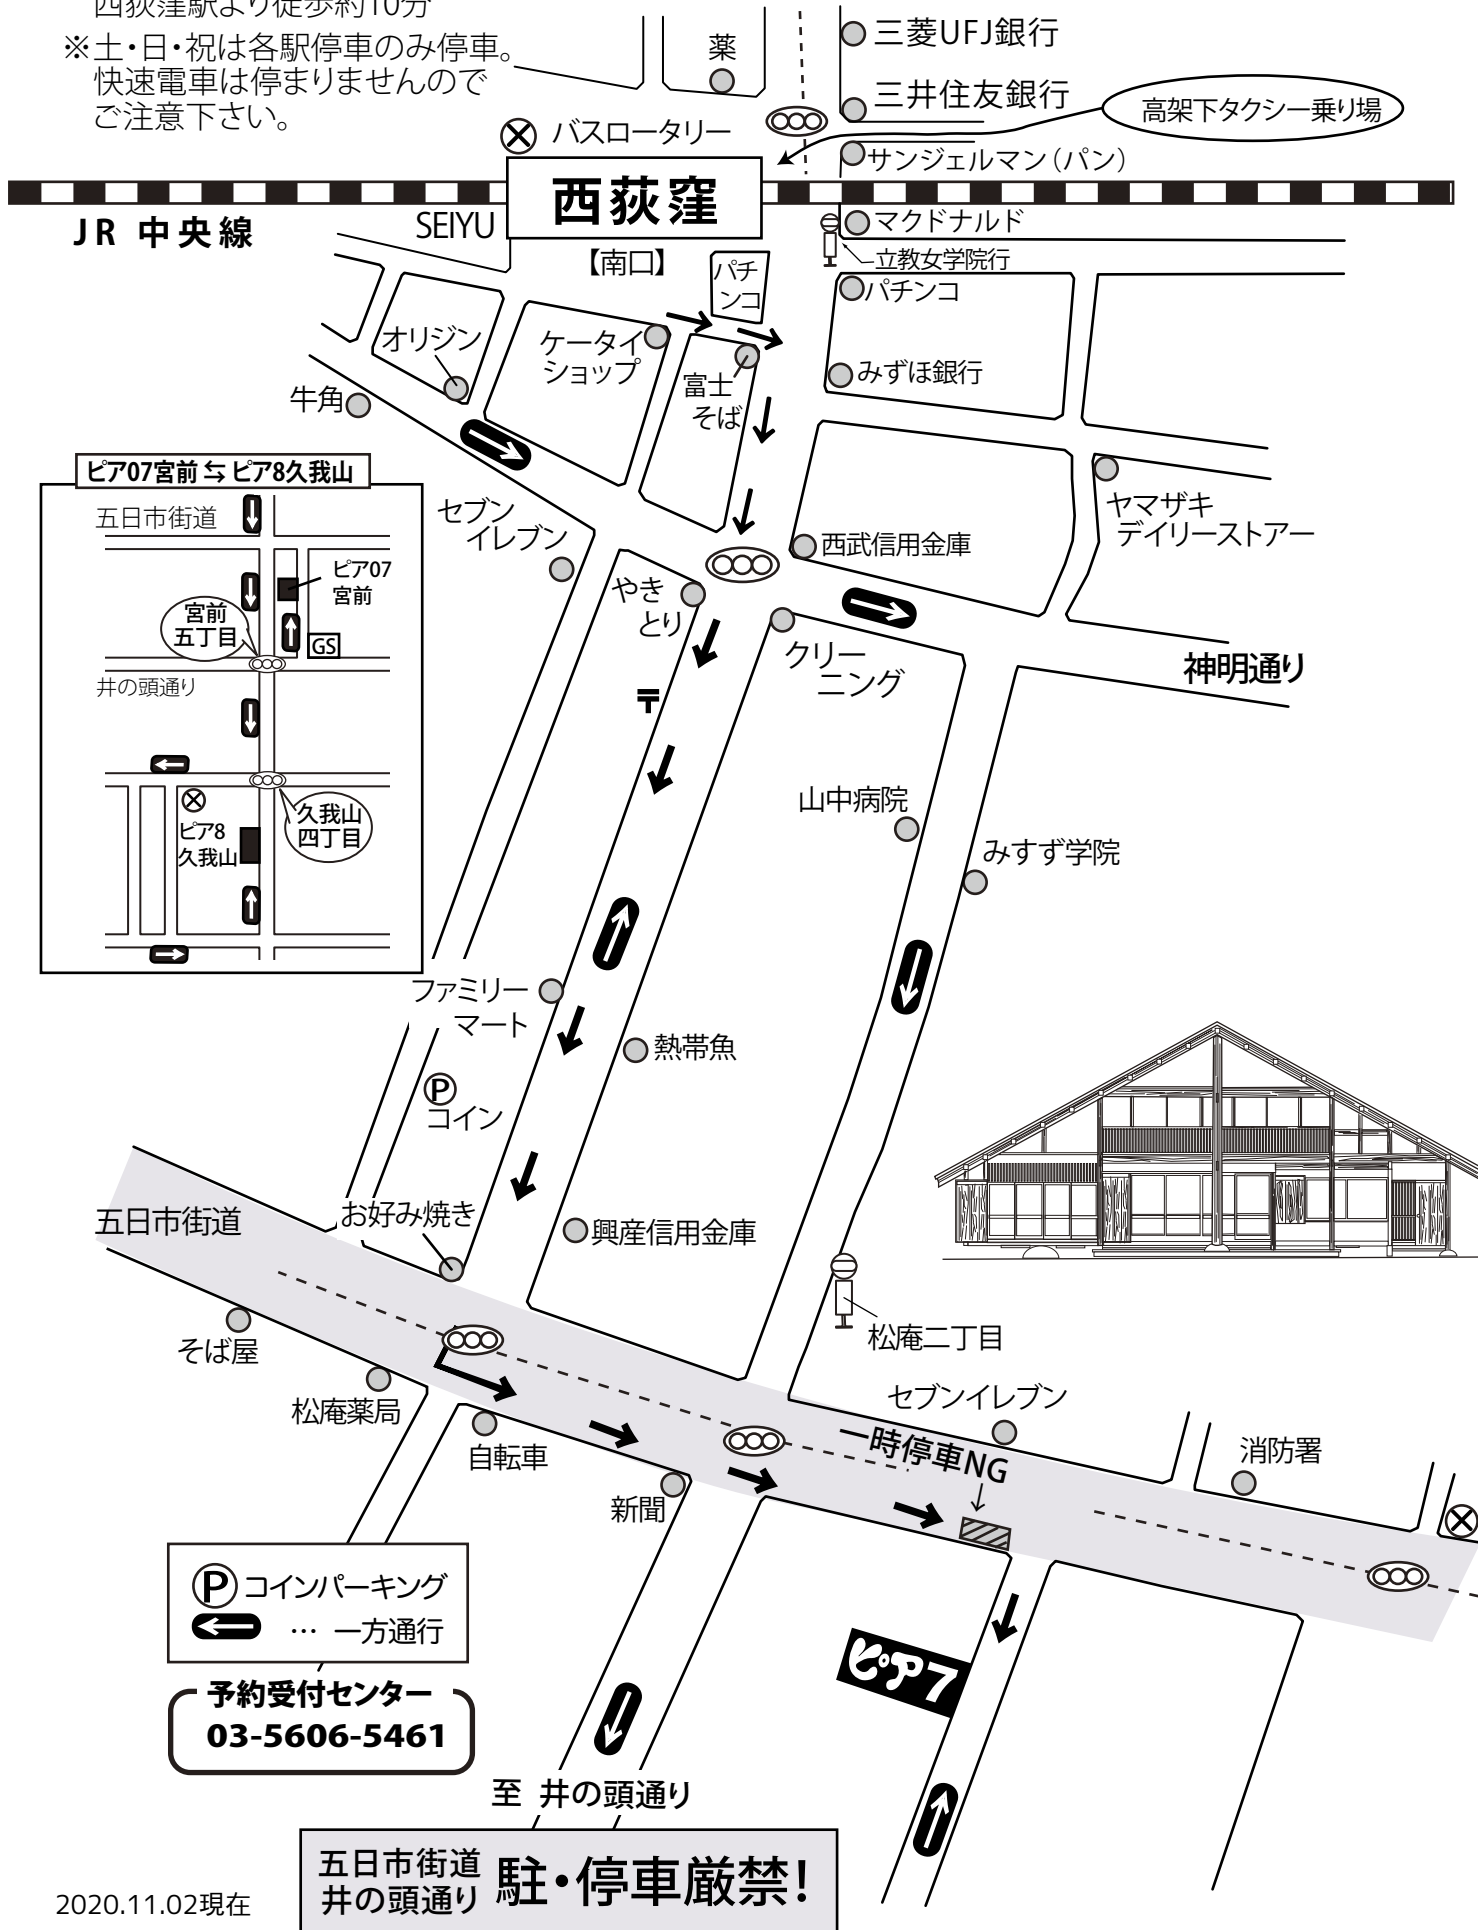 西荻窪駅より徒歩約10分
※土・日・祝は各駅停車のみ停車。
快速電車は停まりませんので
ご注意下さい。
薬
三菱UFJ銀行
三井住友銀行
高架下タクシー乗り場
バスロータリー
サンジェルマン（パン）
西荻窪
JR 中央線
SEIYU
マクドナルド
【南口】
立教女学院行
パチ
ンコ
パチンコ
オリジン
ケータイ
ショップ
富士
そば
みずほ銀行
牛角
ピア07宮前⇆ピア8久我山
五日市街道
ピア07
宮前
宮前
五丁目
GS
井の頭通り
久我山
四丁目
ピア8
久我山
セブン
イレブン
西武信用金庫
ヤマザキ
デイリーストアー
やき
とり
クリー
ニング
神明通り
〒
山中病院
みすず学院
ファミリー
マート
熱帯魚
P
コイン
五日市街道
お好み焼き
興産信用金庫
松庵二丁目
そば屋
松庵薬局
自転車
新聞
セブンイレブン
一時停車NG
消防署
P コインパーキング
… 一方通行
ピア7
予約受付センター
03-5606-5461
至 井の頭通り
五日市街道
井の頭通り
駐・停車厳禁!
2020.11.02現在